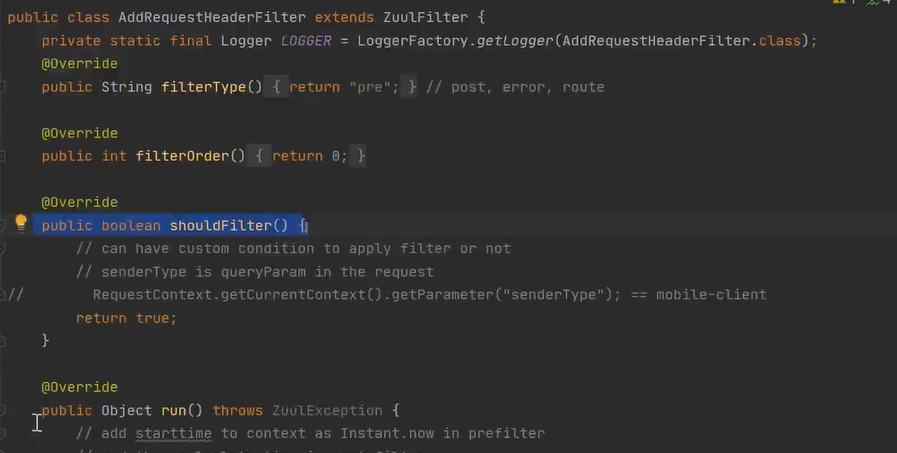 public class AddRequestHeaderFilter extends ZuulFilter {
private static final Logger LOGGER = LoggerFactory.getLogger(AddRequestHeaderFilter.class);
@Override
public String filterType() { return "pre"; } // post, error, route
@Override
public int filterOrder() { return 0; }
@Override
public boolean shouldFilter() {
// can have custom condition to apply filter or not
// senderType is queryParam in the request
// RequestContext.getCurrentContext().getParameter("senderType"); == mobile-client
return true;
}
@Override
public Object run() throws ZuulException {
// add starttime to context as Instant.now in prefilter